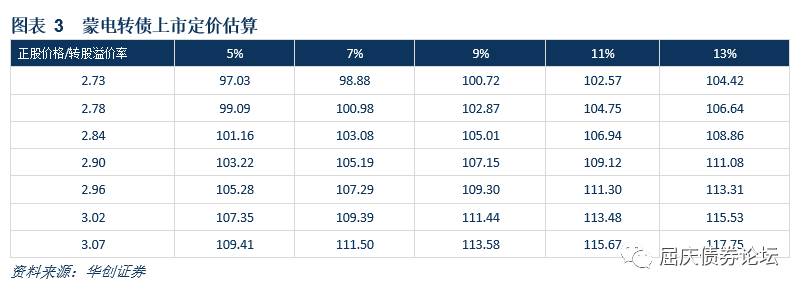 图表 3 蒙电转债上市定价估算
正股价格/转股溢价率 5% 7% 9% 11% 13%
2.73 97.03 98.88 100.72 102.57 104.42
2.78 99.09 100.98 102.87 104.75 106.64
2.84 101.16 103.08 105.01 106.94 108.86
2.90 103.22 105.19 107.15 109.12 111.08
2.96 105.28 107.29 109.30 111.30 113.31
3.02 107.35 109.39 111.44 113.48 115.53
3.07 109.41 111.50 113.58 115.67 117.75
资料来源：华创证券
屈庆债券论坛